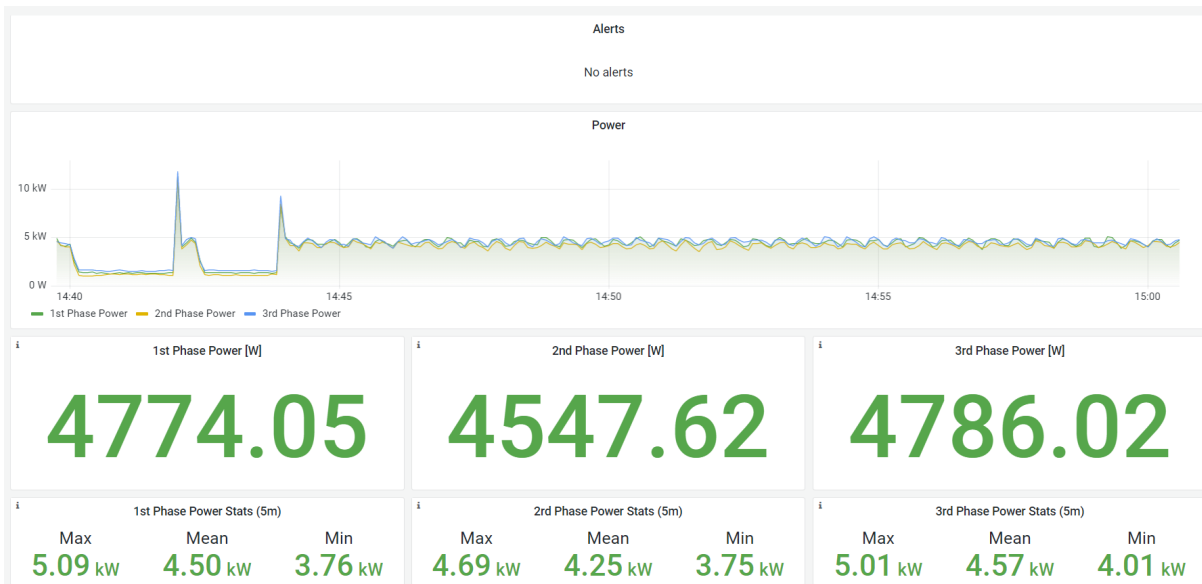 Alerts
No alerts
Power
10 kW
5 kW
0 W
14:40 14:45 14:50 14:55 15:00
1st Phase Power 2nd Phase Power 3rd Phase Power
i 1st Phase Power [W] i 2nd Phase Power [W] i 3rd Phase Power [W]
4774.05 4547.62 4786.02
i 1st Phase Power Stats (5m) i 2rd Phase Power Stats (5m) i 3rd Phase Power Stats (5m)
Max Mean Min Max Mean Min Max Mean Min
5.09 kW 4.50 kW 3.76 kW 4.69 kW 4.25 kW 3.75 kW 5.01 kW 4.57 kW 4.01 kW